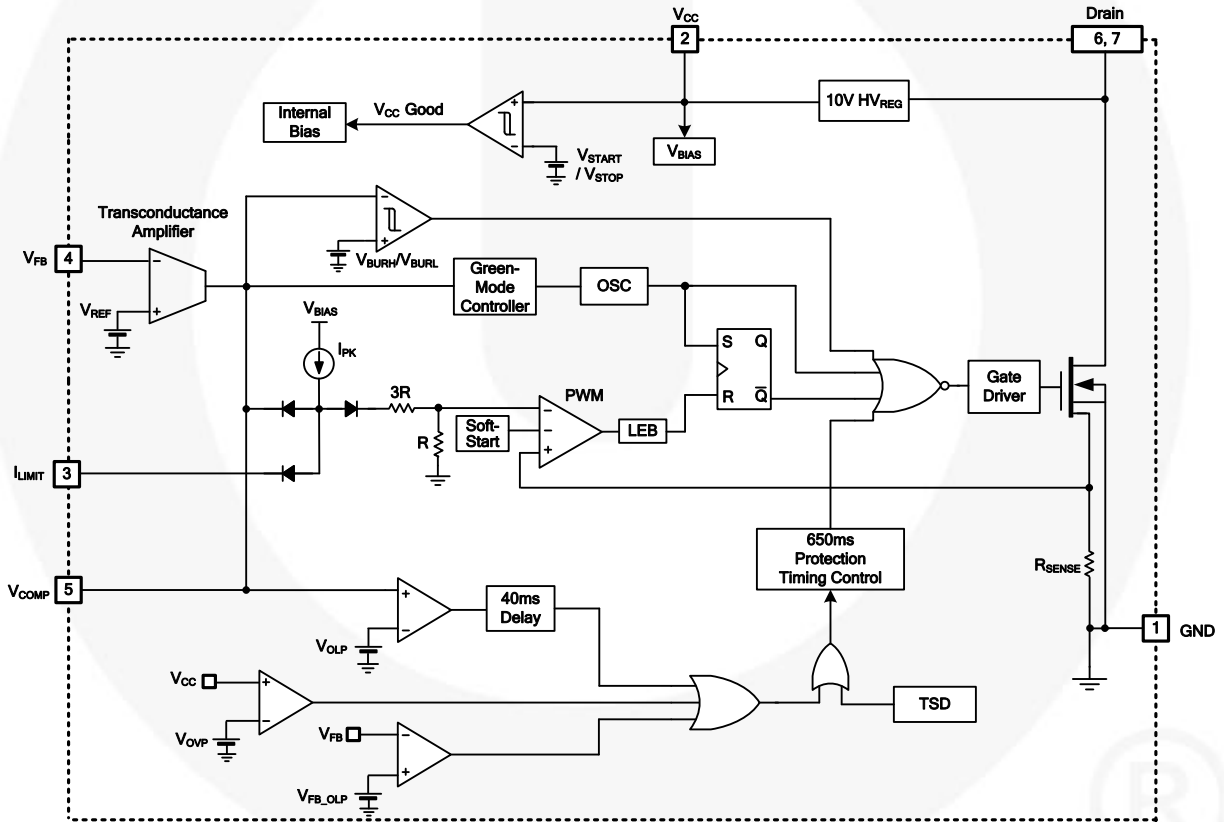 VCC
Drain
2
6, 7
Internal
Bias
VCC Good
+
−
VSTART
/ VSTOP
VBIAS
10V HVREG
Transconductance
Amplifier
VFB
4
−
+
VREF
−
+
VBURH/VBURL
Green-
Mode
Controller
OSC
VBIAS
IPK
S
Q
R
Q
3R
R
Soft-
Start
PWM
−
−
+
LEB
Gate
Driver
ILIMIT
3
650ms
Protection
Timing Control
RSENSE
VCOMP
5
+
−
VOLP
40ms
Delay
1
GND
VCC
+
−
VOVP
VFB
−
+
VFB_OLP
TSD
®